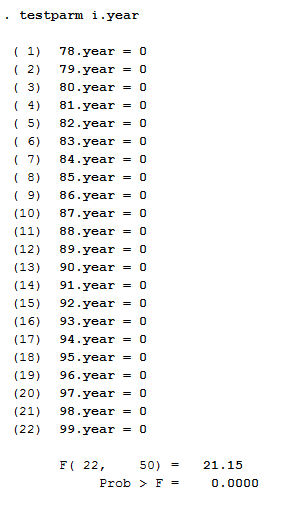 . testparm i.year
( 1) 78.year = 0
( 2) 79.year = 0
( 3) 80.year = 0
( 4) 81.year = 0
( 5) 82.year = 0
( 6) 83.year = 0
( 7) 84.year = 0
( 8) 85.year = 0
( 9) 86.year = 0
(10) 87.year = 0
(11) 88.year = 0
(12) 89.year = 0
(13) 90.year = 0
(14) 91.year = 0
(15) 92.year = 0
(16) 93.year = 0
(17) 94.year = 0
(18) 95.year = 0
(19) 96.year = 0
(20) 97.year = 0
(21) 98.year = 0
(22) 99.year = 0
F( 22, 50) = 21.15
Prob > F = 0.0000